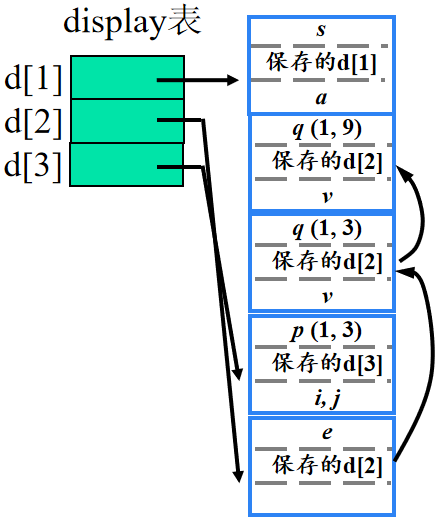 display表
d[1]
d[2]
d[3]
s
保存的d[1]
a
q (1, 9)
保存的d[2]
v
q (1, 3)
保存的d[2]
v
p (1, 3)
保存的d[3]
i, j
e
保存的d[2]